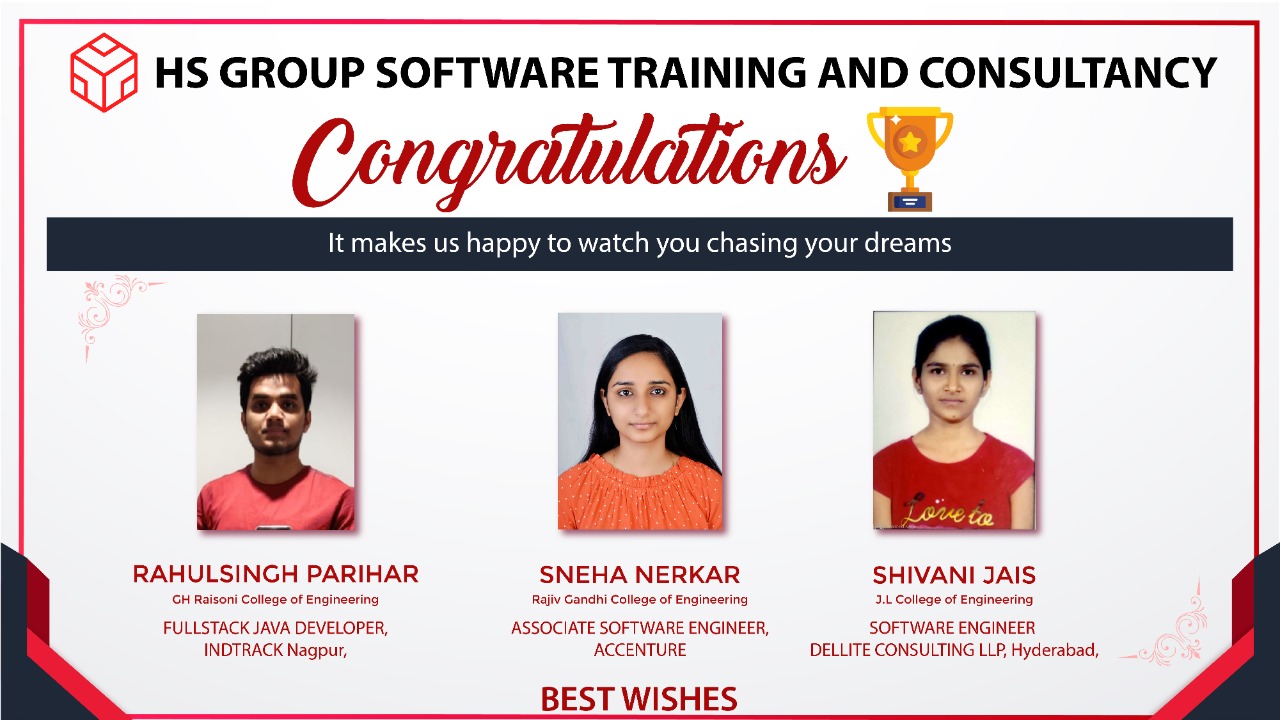 HS GROUP SOFTWARE TRAINING AND CONSULTANCY
Congratulations
It makes us happy to watch you chasing your dreams
Love to
RAHULSINGH PARIHAR
GH Raisoni College of Engineering
FULLSTACK JAVA DEVELOPER,
INDTRACK Nagpur,
SNEHA NERKAR
Rajiv Gandhi College of Engineering
ASSOCIATE SOFTWARE ENGINEER,
ACCENTURE
SHIVANI JAIS
J.L College of Engineering
SOFTWARE ENGINEER
DELLITE CONSULTING LLP, Hyderabad,
BEST WISHES